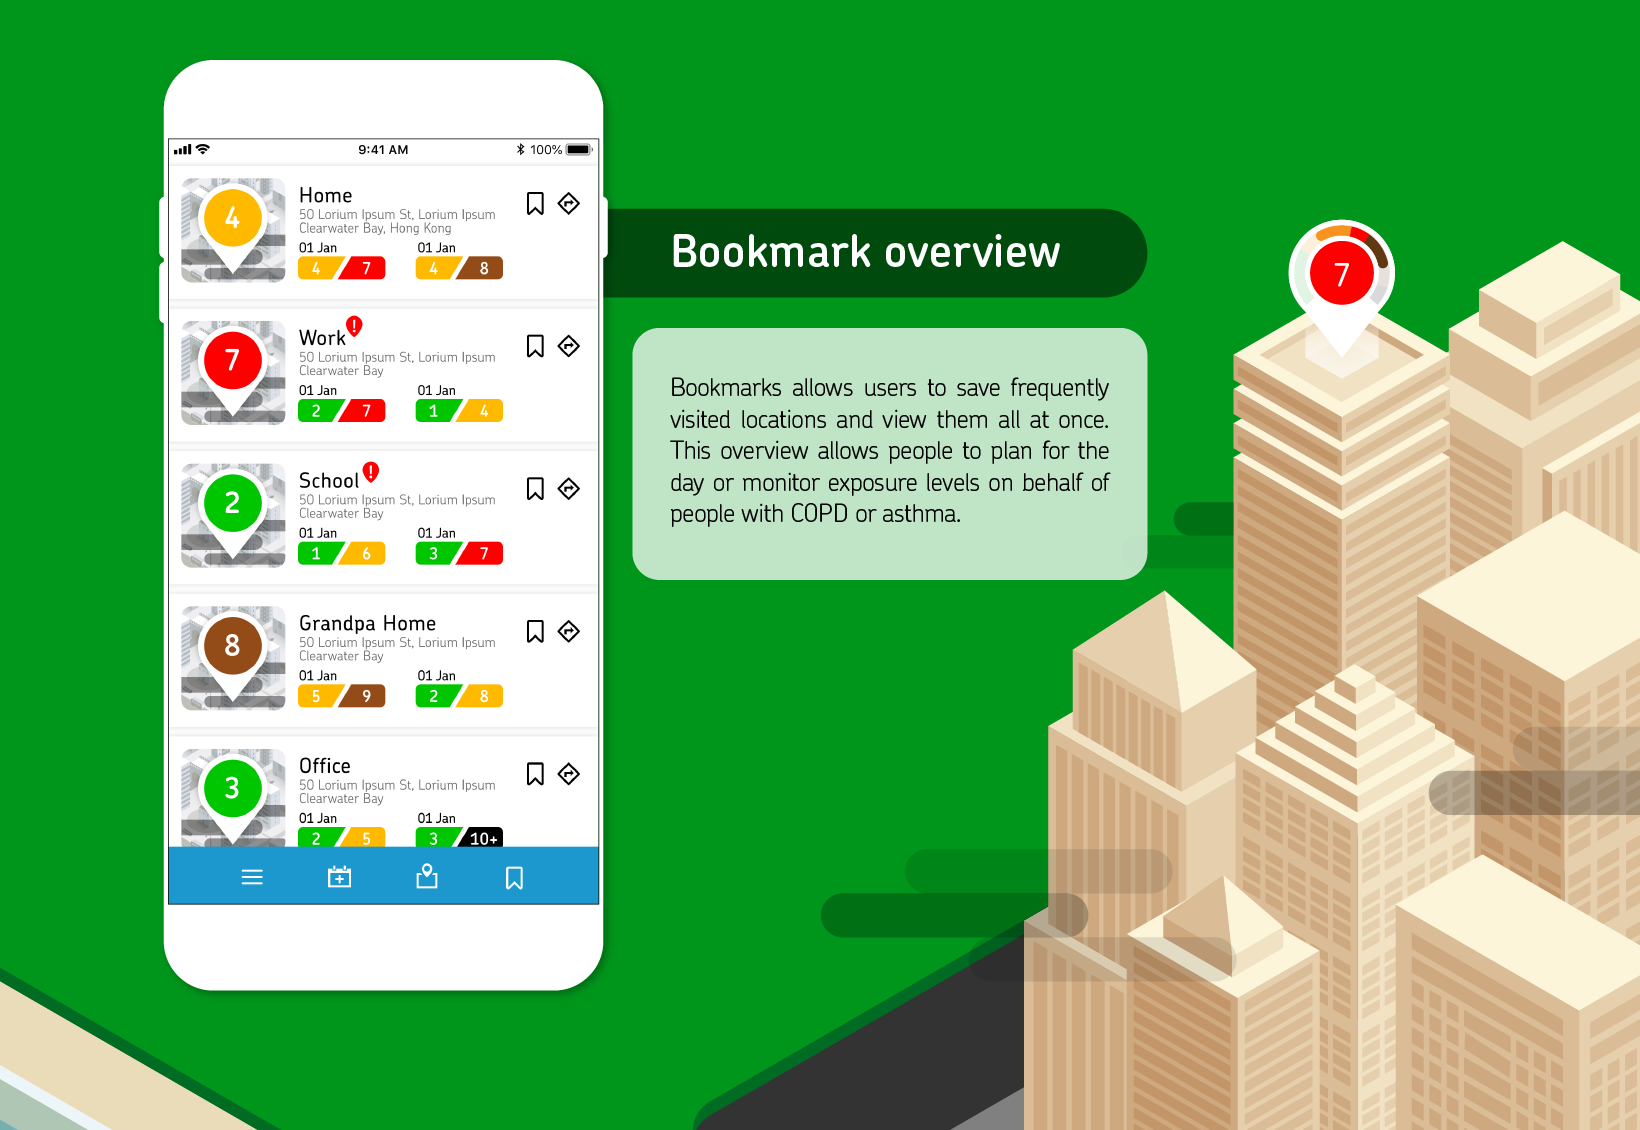 9:41 AM
100%
4
Home
50 Lorium Ipsum St, Lorium Ipsum
Clearwater Bay, Hong Kong
01 Jan 01 Jan
4 7 4 8
7
Work
!
50 Lorium Ipsum St, Lorium Ipsum
Clearwater Bay
01 Jan 01 Jan
2 7 1 4
2
School
!
50 Lorium Ipsum St, Lorium Ipsum
Clearwater Bay
01 Jan 01 Jan
1 6 3 7
8
Grandpa Home
50 Lorium Ipsum St, Lorium Ipsum
Clearwater Bay
01 Jan 01 Jan
5 9 2 8
3
Office
50 Lorium Ipsum St, Lorium Ipsum
Clearwater Bay
01 Jan 01 Jan
2 5 3 10+
Bookmark overview
Bookmarks allows users to save frequently
visited locations and view them all at once.
This overview allows people to plan for the
day or monitor exposure levels on behalf of
people with COPD or asthma.
7